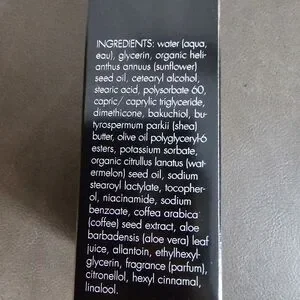 INGREDIENTS: water (aqua,
eau), glycerin, organic heli-
anthus annuus (sunflower)
seed oil, cetearyl alcohol,
stearic acid, polysorbate 60,
capric/ caprylic triglyceride,
dimethicone, bakuchiol, bu-
tyrospermum parkii (shea)
butter, olive oil polyglyceryl-6
esters, potassium sorbate,
organic citrullus lanatus (wat-
ermelon) seed oil, sodium
stearoyl lactylate, tocopher-
ol, niacinamide, sodium
benzoate, coffea arabica
(coffee) seed extract, aloe
barbadensis (aloe vera) leaf
juice, allantoin, ethylhexyl-
glycerin, fragrance (parfum),
citronellol, hexyl cinnamal,
linalool.